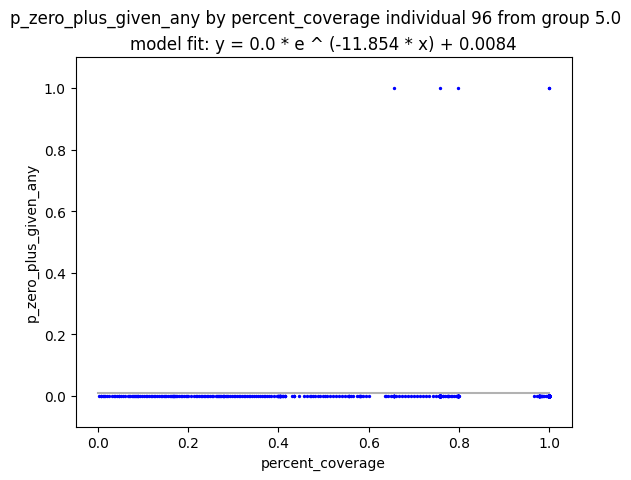 p_zero_plus_given_any by percent_coverage individual 96 from group 5.0
model fit: y = 0.0 * e ^ (-11.854 * x) + 0.0084
1.0
0.8
0.6
0.4
0.2
0.0
p_zero_plus_given_any
0.0 0.2 0.4 0.6 0.8 1.0
percent_coverage